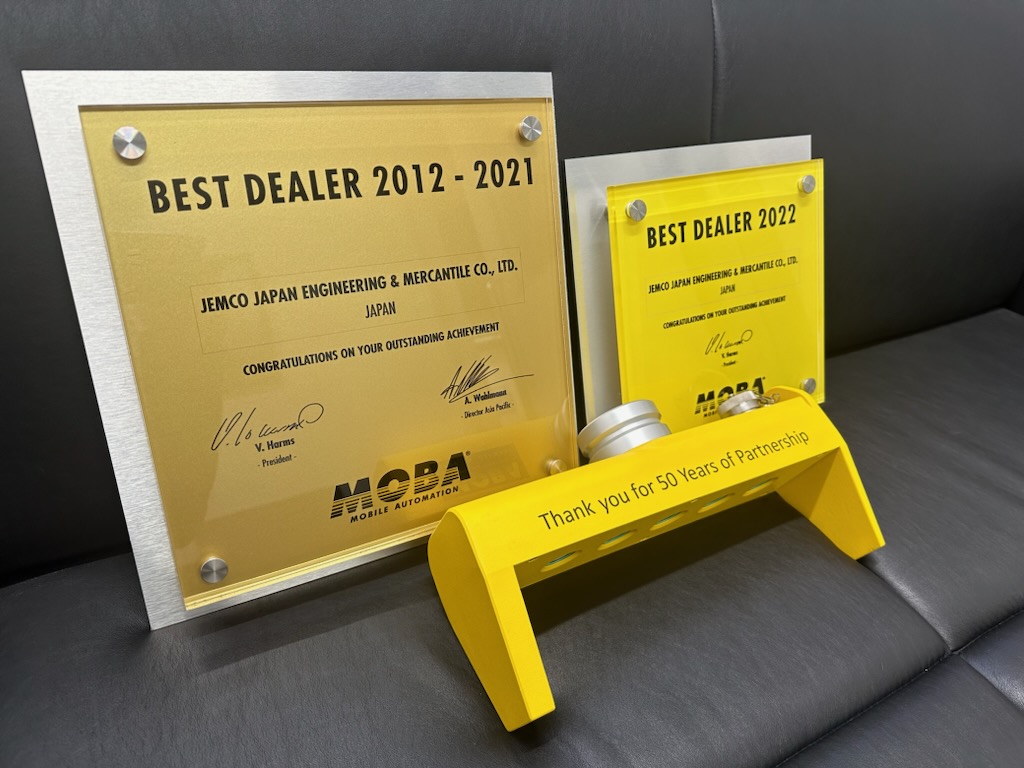 BEST DEALER 2012 - 2021
JEMCO JAPAN ENGINEERING & MERCANTILE CO., LTD.
JAPAN
CONGRATULATIONS ON YOUR OUTSTANDING ACHIEVEMENT
V. Harms
- President -
A. Wohlmann
- Director Asia Pacific -
MOBA®
MOBILE AUTOMATION
BEST DEALER 2022
JEMCO JAPAN ENGINEERING & MERCANTILE CO., LTD.
JAPAN
CONGRATULATIONS ON YOUR OUTSTANDING ACHIEVEMENT
V. Harms
- President -
MOBA
Thank you for 50 Years of Partnership